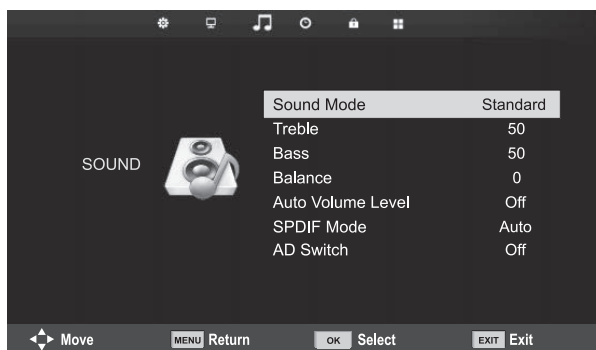 SOUND
Sound Mode Standard
Treble 50
Bass 50
Balance 0
Auto Volume Level Off
SPDIF Mode Auto
AD Switch Off
Move MENU Return OK Select EXIT Exit